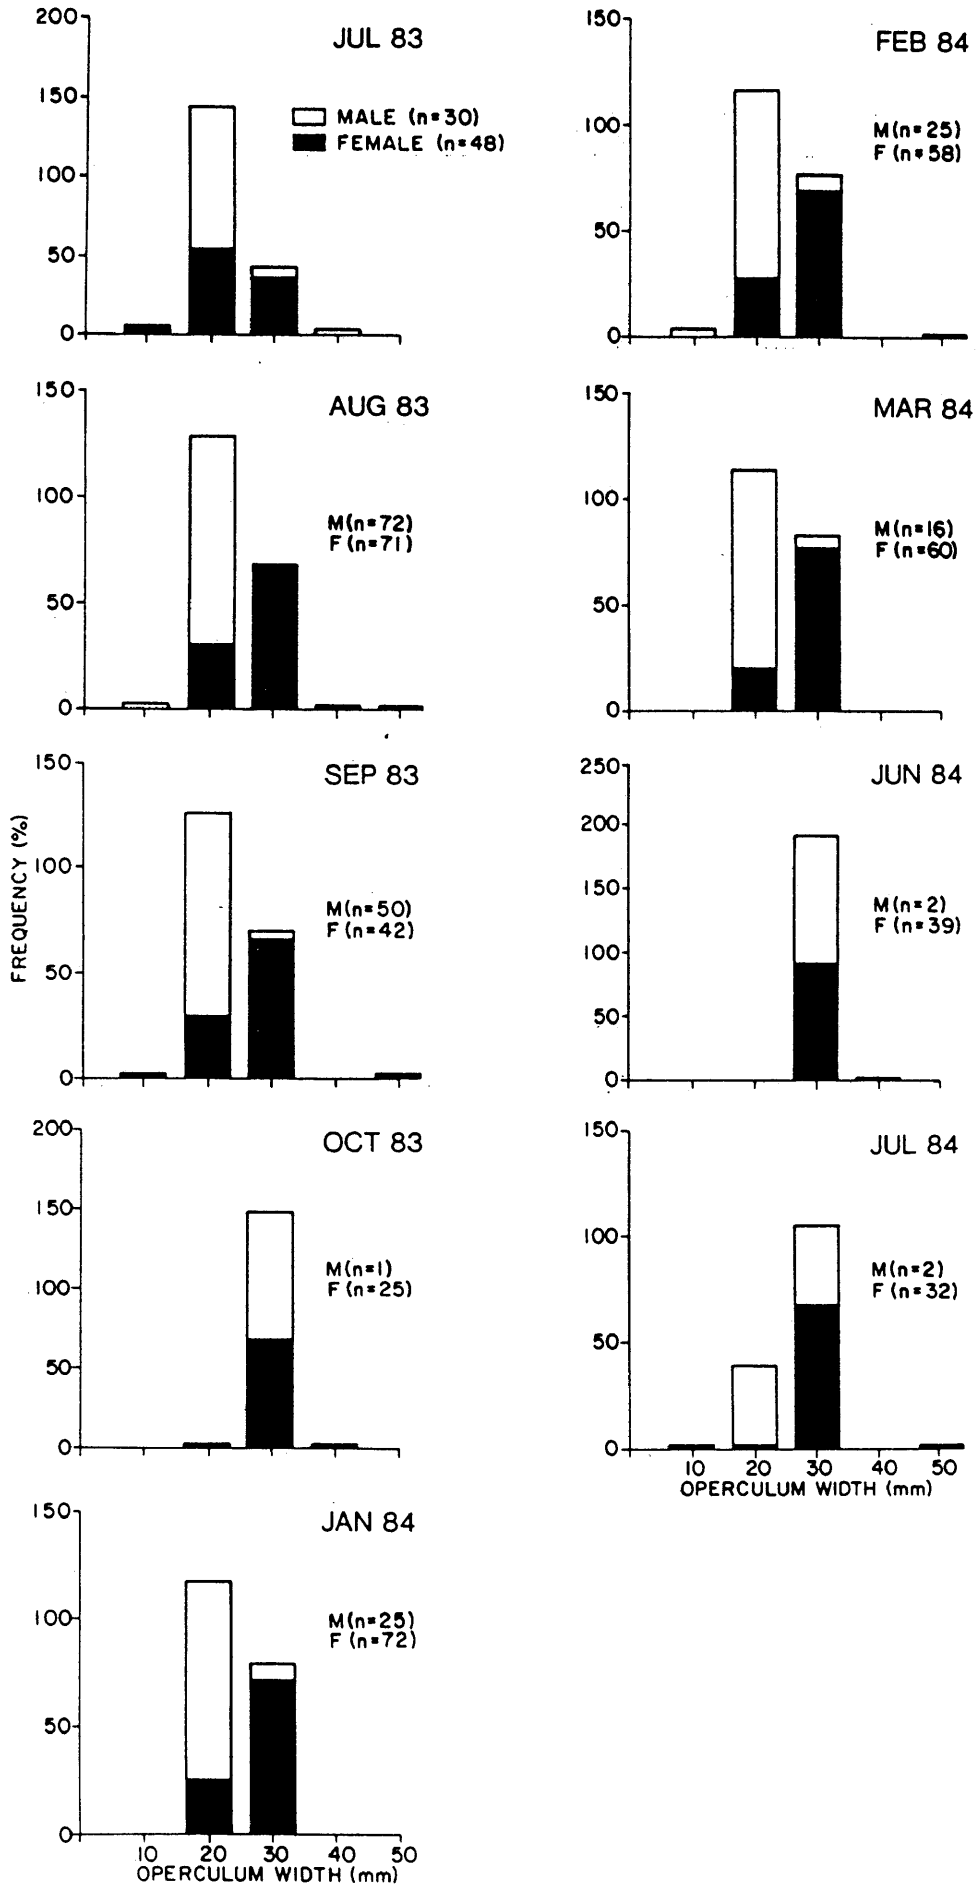 200
150
100
50
0
JUL 83
MALE (n=30)
FEMALE (n=48)
150
100
50
0
AUG 83
M(n=72)
F(n=71)
FREQUENCY (%)
150
100
50
0
SEP 83
M(n=50)
F(n=42)
200
150
100
50
0
OCT 83
M(n=1)
F(n=25)
150
100
50
0
JAN 84
M(n=25)
F(n=72)
10 20 30 40 50
OPERCULUM WIDTH (mm)
150
100
50
0
FEB 84
M(n=25)
F(n=58)
150
100
50
0
MAR 84
M(n=16)
F(n=60)
250
200
150
100
50
0
JUN 84
M(n=2)
F(n=39)
150
100
50
0
JUL 84
M(n=2)
F(n=32)
10 20 30 40 50
OPERCULUM WIDTH (mm)